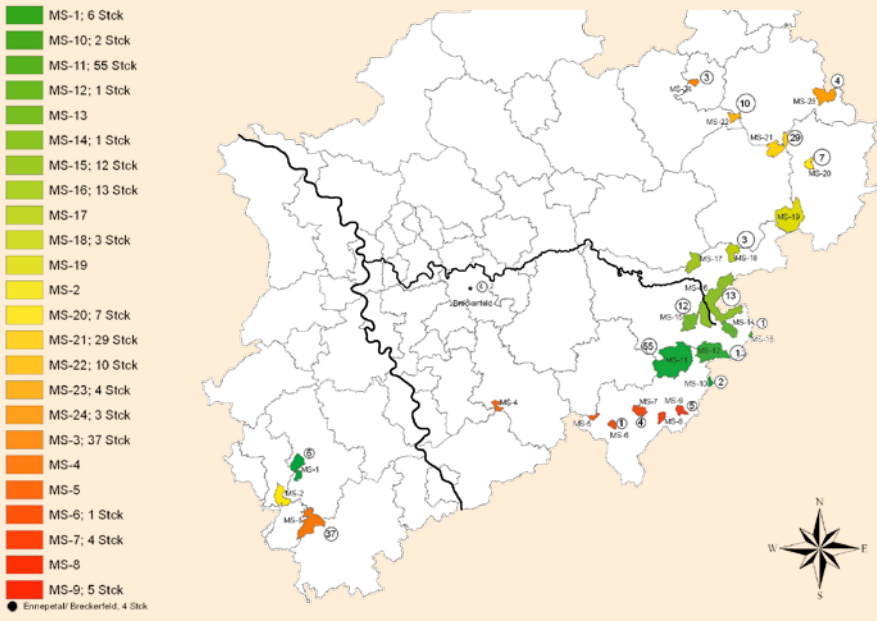 MS-1; 6 Stck
MS-10; 2 Stck
MS-11; 55 Stck
MS-12; 1 Stck
MS-13
MS-14; 1 Stck
MS-15; 12 Stck
MS-16; 13 Stck
MS-17
MS-18; 3 Stck
MS-19
MS-2
MS-20; 7 Stck
MS-21; 29 Stck
MS-22; 10 Stck
MS-23; 4 Stck
MS-24; 3 Stck
MS-3; 37 Stck
MS-4
MS-5
MS-6; 1 Stck
MS-7; 4 Stck
MS-8
MS-9; 5 Stck
Ennepetal/ Breckerfeld, 4 Stck
3
MS-24
4
MS-23
10
MS-22
MS-21
29
7
MS-20
MS-19
3
MS-18
MS-17
13
12
MS-15
MS-14
1
MS-13
55
MS-11
MS-12
1
MS-10
2
4
Breckerfeld
MS-4
MS-5
1
MS-6
MS-7
4
MS-9
5
MS-8
MS-1
MS-2
MS-3
37
N
W
E
S